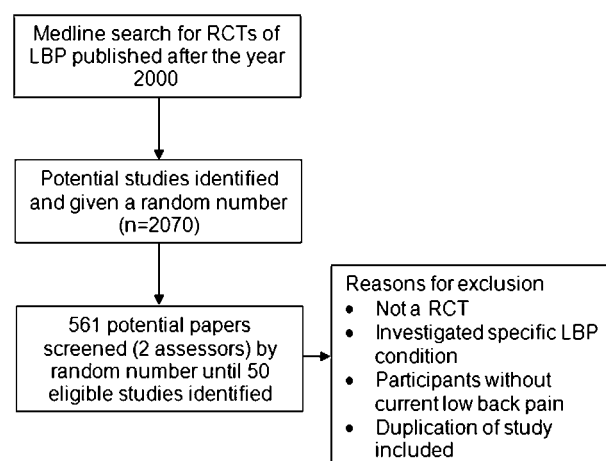 Medline search for RCTs of
LBP published after the year
2000
Potential studies identified
and given a random number
(n=2070)
561 potential papers
screened (2 assessors) by
random number until 50
eligible studies identified
Reasons for exclusion
• Not a RCT
• Investigated specific LBP
condition
• Participants without
current low back pain
• Duplication of study
included